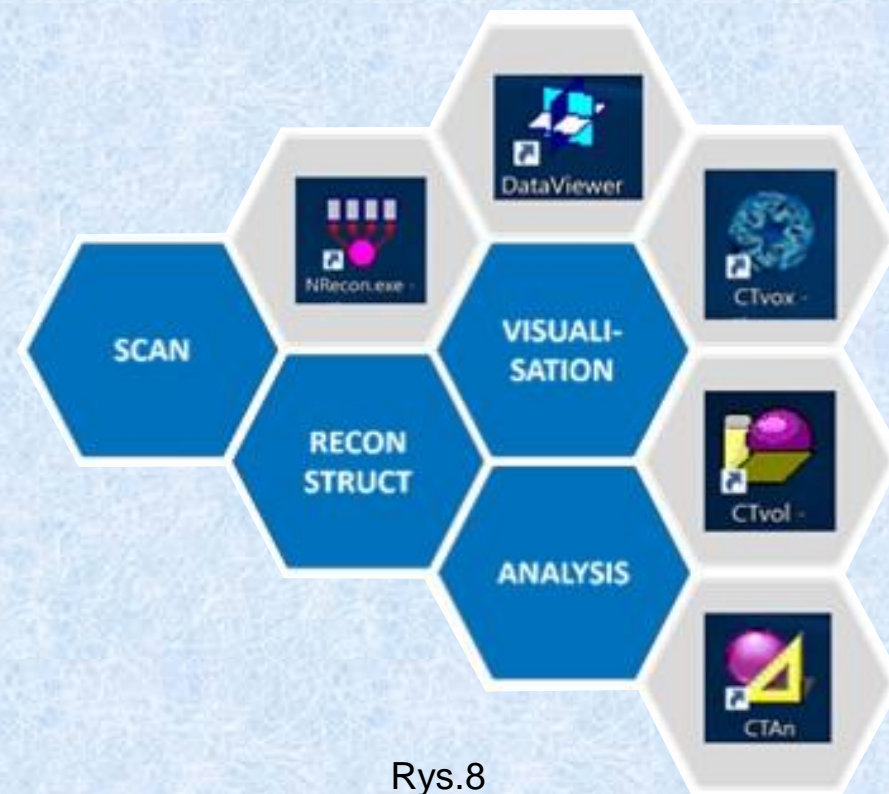 DataViewer
NRecon.exe -
CTvox -
SCAN
VISUALI-
SATION
RECON
STRUCT
CTvol -
ANALYSIS
CTAn
Rys.8